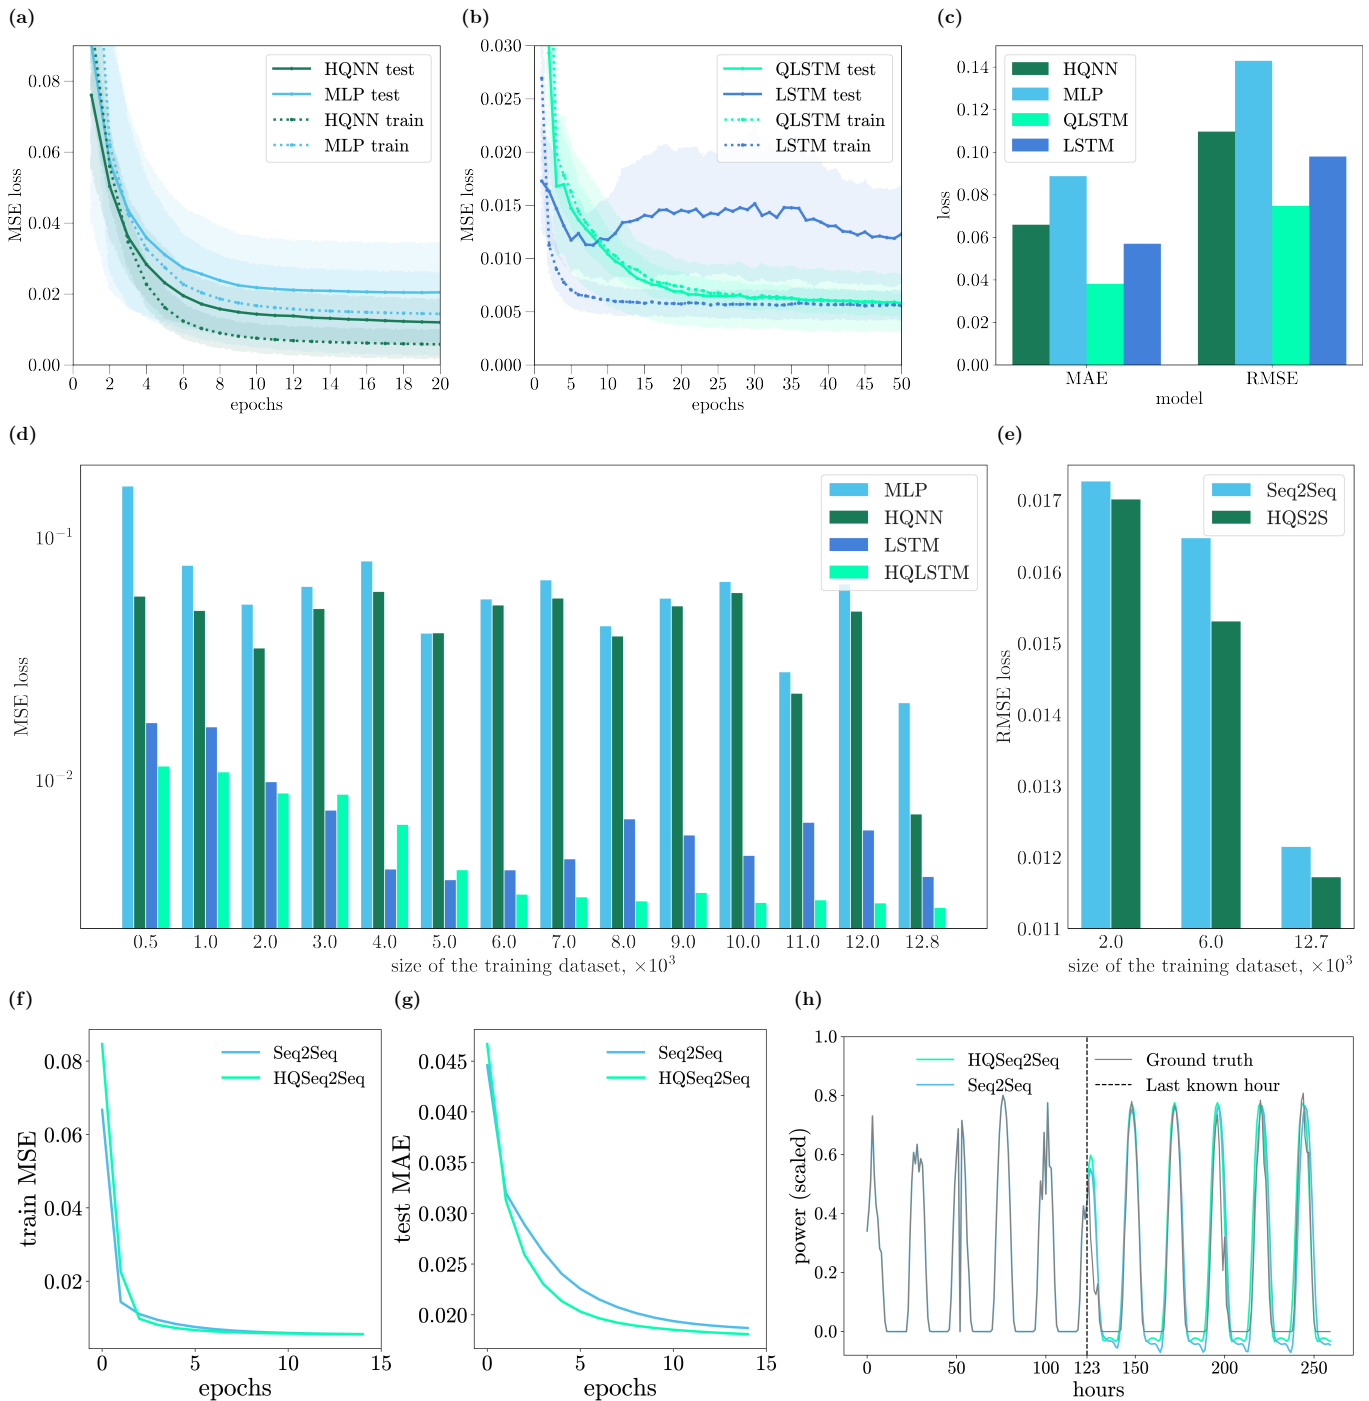 (a)
(b)
(c)
0.08
0.06
0.04
0.02
0.00
MSE loss
HQNN test
MLP test
HQNN train
MLP train
0 2 4 6 8 10 12 14 16 18 20
epochs
0.030
0.025
0.020
0.015
0.010
0.005
0.000
MSE loss
QLSTM test
LSTM test
QLSTM train
LSTM train
0 5 10 15 20 25 30 35 40 45 50
epochs
0.14
0.12
0.10
0.08
0.06
0.04
0.02
0.00
loss
HQNN
MLP
QLSTM
LSTM
MAE RMSE
model
(d)
(e)
10−1
10−2
MSE loss
MLP
HQNN
LSTM
HQLSTM
0.5 1.0 2.0 3.0 4.0 5.0 6.0 7.0 8.0 9.0 10.0 11.0 12.0 12.8
size of the training dataset, ×10³
0.017
0.016
0.015
0.014
0.013
0.012
0.011
RMSE loss
Seq2Seq
HQS2S
2.0 6.0 12.7
size of the training dataset, ×10³
(f)
(g)
(h)
0.08
0.06
0.04
0.02
train MSE
Seq2Seq
HQSeq2Seq
0 5 10 15
epochs
0.045
0.040
0.035
0.030
0.025
0.020
test MAE
Seq2Seq
HQSeq2Seq
0 5 10 15
epochs
1.0
0.8
0.6
0.4
0.2
0.0
power (scaled)
HQSeq2Seq
Seq2Seq
Ground truth
Last known hour
0 50 100 123 150 200 250
hours